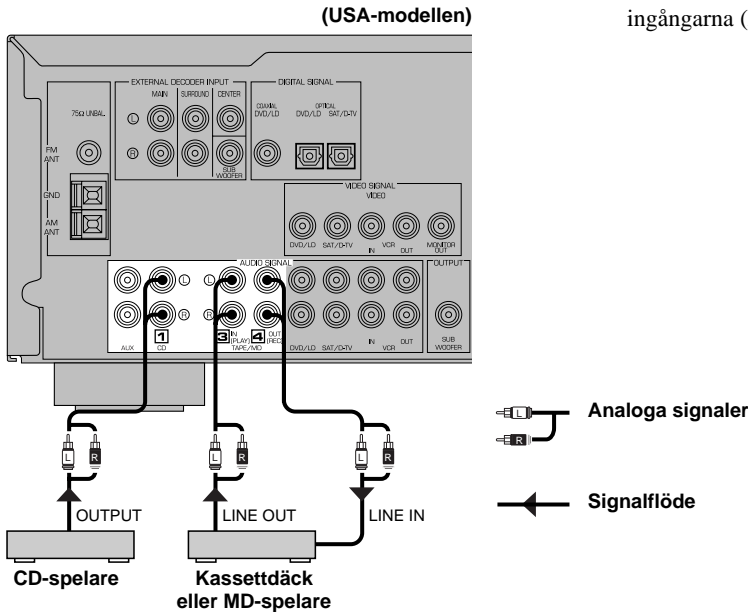 (USA-modellen)
ingångarna (
EXTERNAL DECODER INPUT
DIGITAL SIGNAL
MAIN SURROUND CENTER
COAXIAL OPTICAL
75Ω UNBAL.
DVD/LD DVD/LD SAT/D-TV
L
FM
ANT
R
SUB
WOOFER
GND
VIDEO SIGNAL
VIDEO
AM
ANT
DVD/LD SAT/D-TV IN VCR OUT MONITOR
OUT
AUDIO SIGNAL
OUTPUT
L L
R R
1 3 IN
(PLAY) 4 OUT
(REC)
AUX CD TAPE/MD DVD/LD SAT/D-TV IN VCR OUT SUB
WOOFER
L Analoga signaler
R
L R L R L R
Signalflöde
OUTPUT LINE OUT LINE IN
CD-spelare
Kassettdäck
eller MD-spelare